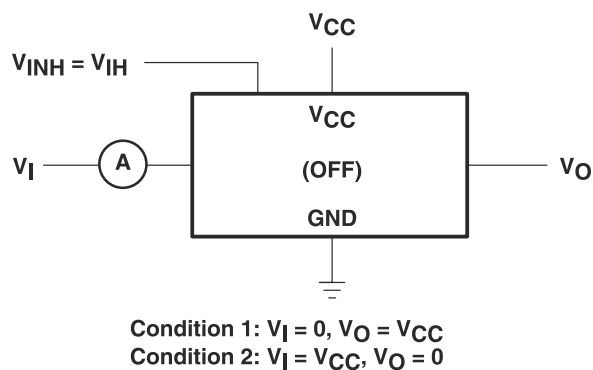 VCC
VINH = VIH
VCC
VI
A
(OFF)
VO
GND
Condition 1: VI = 0, VO = VCC
Condition 2: VI = VCC, VO = 0